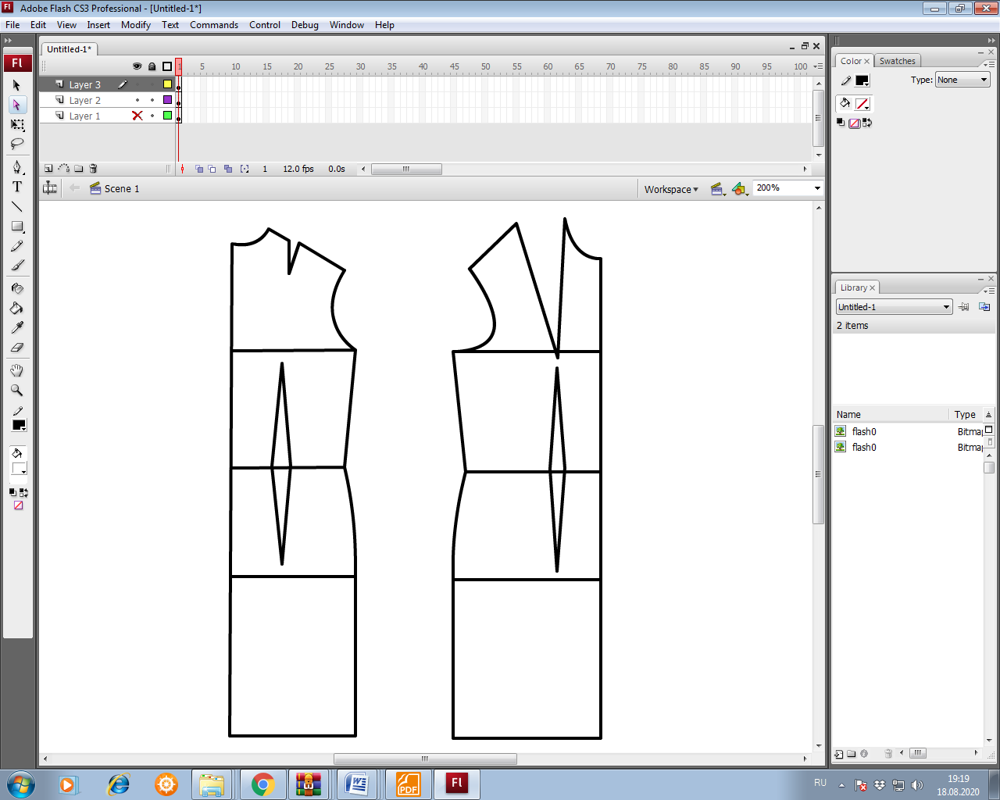 Adobe Flash CS3 Professional - [Untitled-1*]
File Edit View Insert Modify Text Commands Control Debug Window Help
Untitled-1*
1 5 10 15 20 25 30 35 40 45 50 55 60 65 70 75 80 85 90 95 100
Layer 3
Layer 2
Layer 1
1 12.0 fps 0.0s
Scene 1
Workspace
200%
Fl
T
Color
Swatches
Type: None
Library
Untitled-1
2 items
Name Type
flash0 Bitma
flash0 Bitma
W
PDF
Fl
RU
19:19
18.08.2020